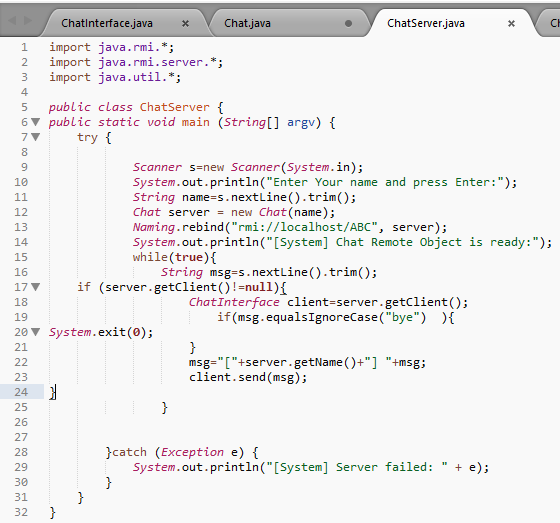 ChatInterface.java × Chat.java ChatServer.java ×
1 import java.rmi.*;
2 import java.rmi.server.*;
3 import java.util.*;
4
5 public class ChatServer {
6 public static void main (String[] argv) {
7 try {
8
9 Scanner s=new Scanner(System.in);
10 System.out.println("Enter Your name and press Enter:");
11 String name=s.nextLine().trim();
12 Chat server = new Chat(name);
13 Naming.rebind("rmi://localhost/ABC", server);
14 System.out.println("[System] Chat Remote Object is ready:");
15 while(true){
16 String msg=s.nextLine().trim();
17 if (server.getClient()!=null){
18 ChatInterface client=server.getClient();
19 if(msg.equalsIgnoreCase("bye") ){
20 System.exit(0);
21 }
22 msg="["+server.getName()+"] "+msg;
23 client.send(msg);
24 }
25 }
26
27
28 }catch (Exception e) {
29 System.out.println("[System] Server failed: " + e);
30 }
31 }
32 }